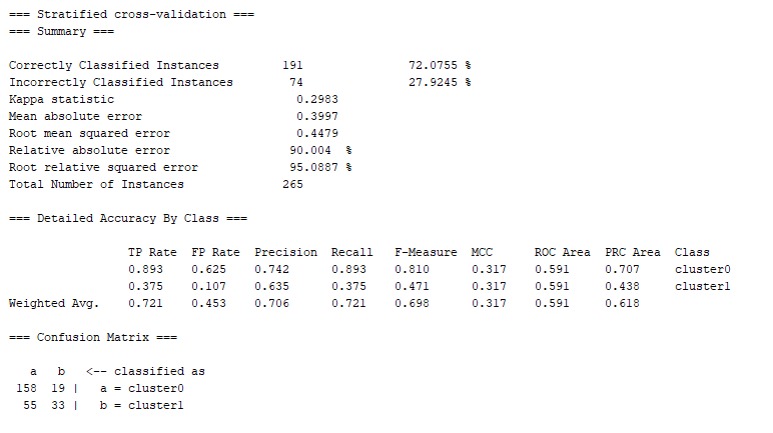 === Stratified cross-validation ===
=== Summary ===
Correctly Classified Instances 191 72.0755 %
Incorrectly Classified Instances 74 27.9245 %
Kappa statistic 0.2983
Mean absolute error 0.3997
Root mean squared error 0.4479
Relative absolute error 90.004 %
Root relative squared error 95.0887 %
Total Number of Instances 265
=== Detailed Accuracy By Class ===
TP Rate FP Rate Precision Recall F-Measure MCC ROC Area PRC Area Class
0.893 0.625 0.742 0.893 0.810 0.317 0.591 0.707 cluster0
0.375 0.107 0.635 0.375 0.471 0.317 0.591 0.438 cluster1
Weighted Avg. 0.721 0.453 0.706 0.721 0.698 0.317 0.591 0.618
=== Confusion Matrix ===
a b <-- classified as
158 19 | a = cluster0
55 33 | b = cluster1